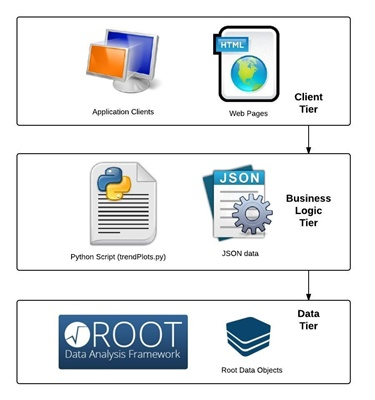 HTML
Application Clients
Web Pages
Client
Tier
JSON
Python Script (trendPlots.py)
JSON data
Business
Logic
Tier
ROOT
Data Analysis Framework
Root Data Objects
Data
Tier